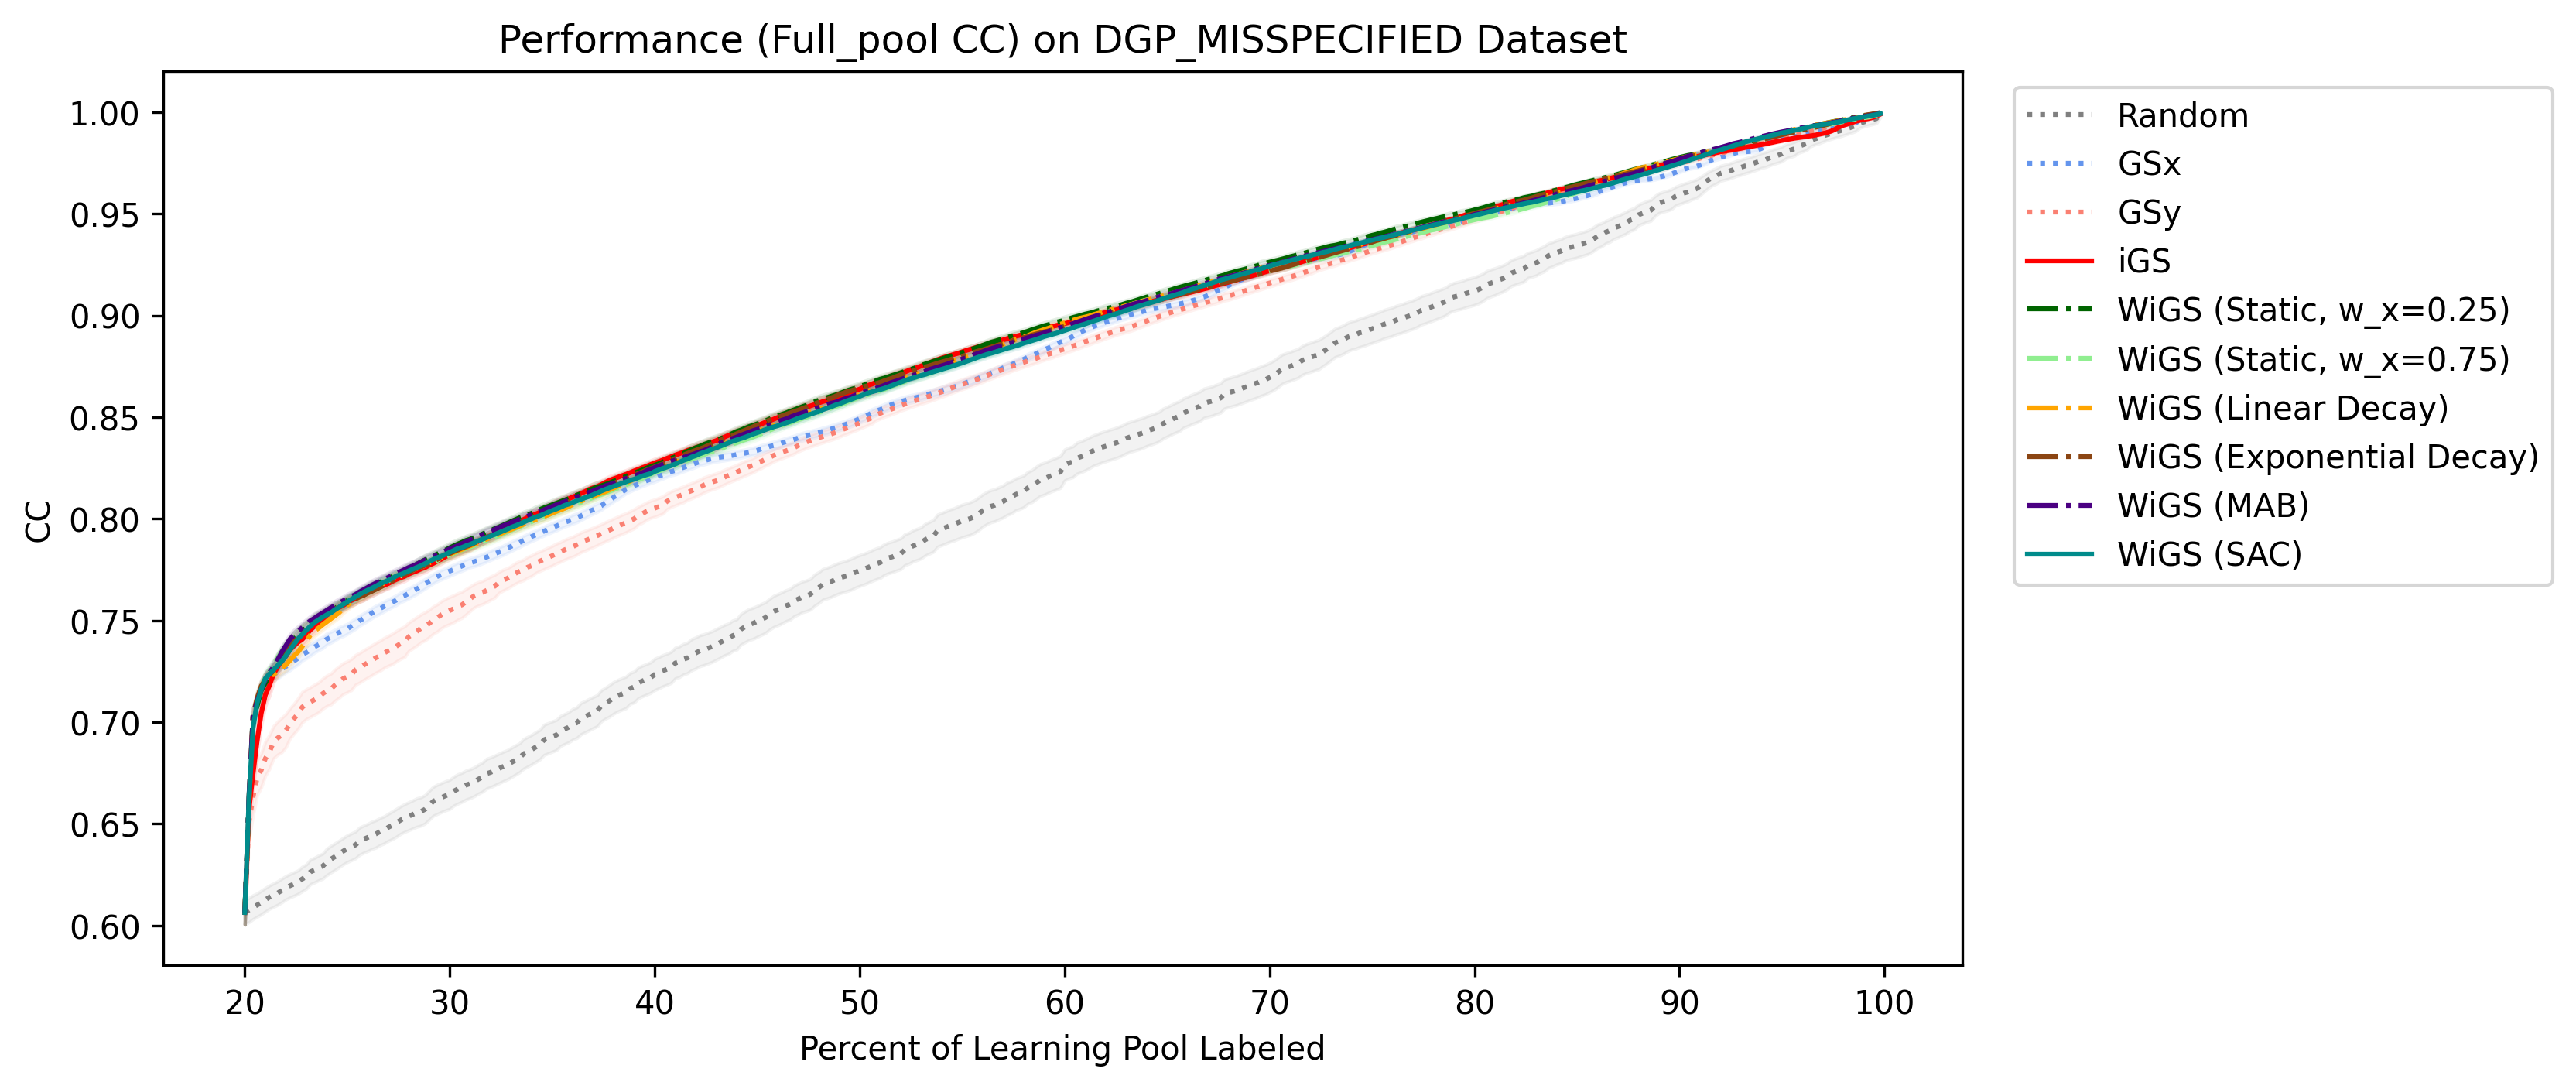 Performance (Full_pool CC) on DGP_MISSPECIFIED Dataset
CC
1.00
0.95
0.90
0.85
0.80
0.75
0.70
0.65
0.60
20 30 40 50 60 70 80 90 100
Percent of Learning Pool Labeled
Random
GSx
GSy
iGS
WiGS (Static, w_x=0.25)
WiGS (Static, w_x=0.75)
WiGS (Linear Decay)
WiGS (Exponential Decay)
WiGS (MAB)
WiGS (SAC)